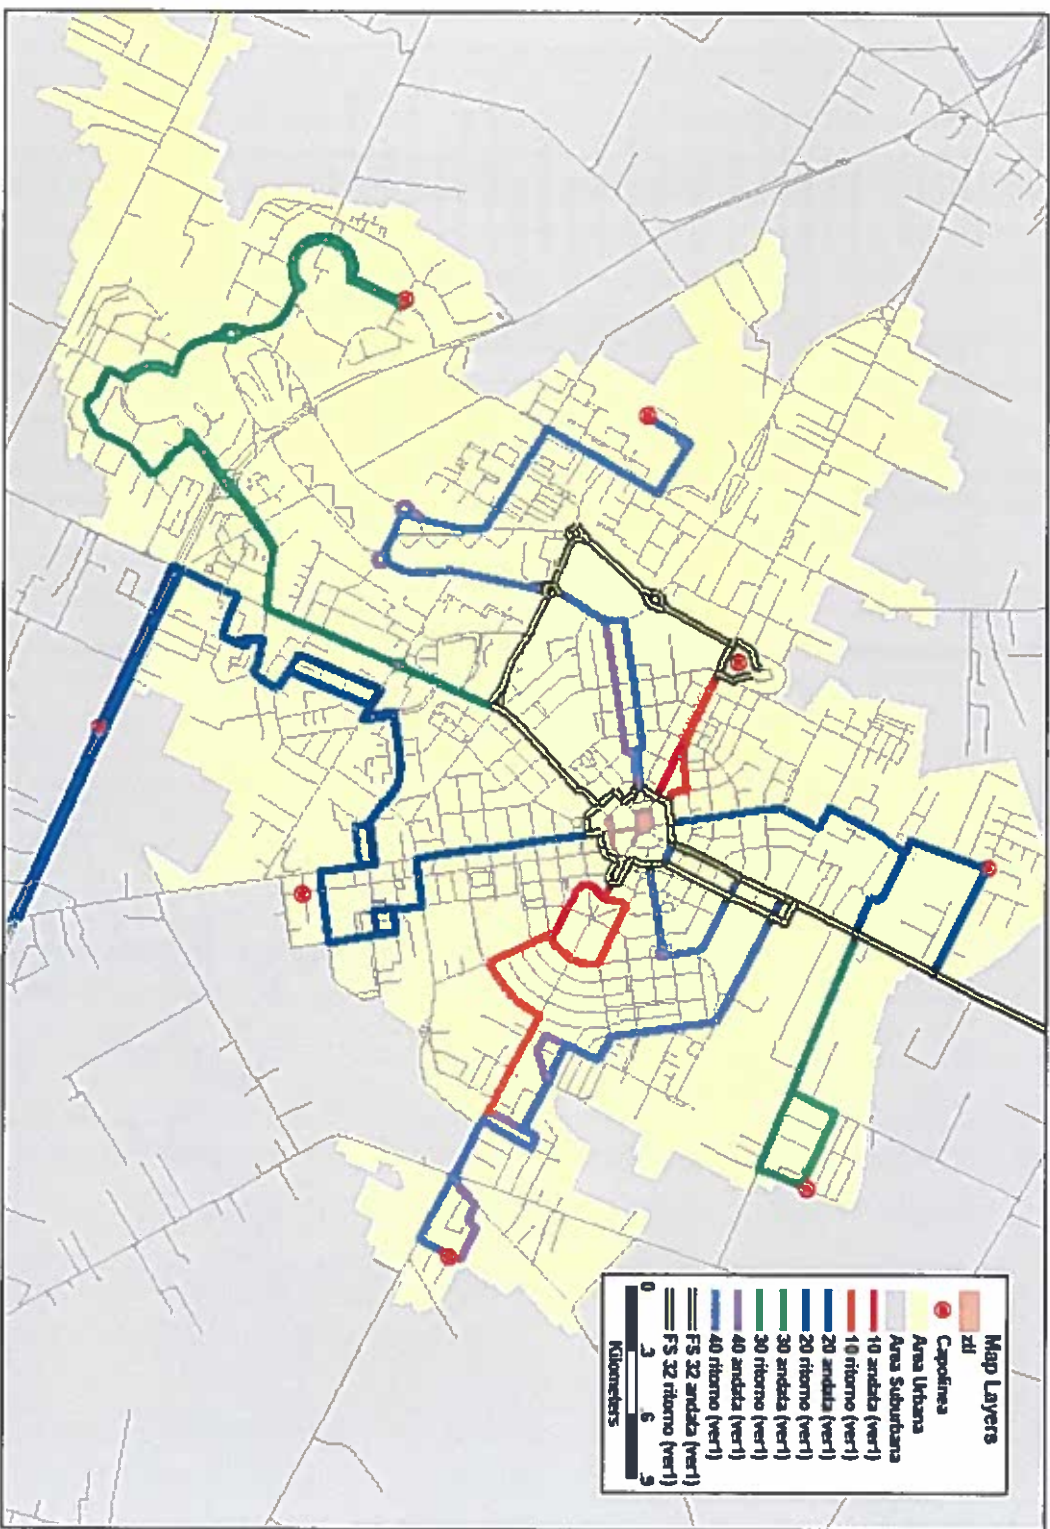 Map Layers
ztl
Capolinea
Area Urbana
Area Suburbana
10 andata (ver1)
10 ritorno (ver1)
20 andata (ver1)
20 ritorno (ver1)
30 andata (ver1)
30 ritorno (ver1)
40 andata (ver1)
40 ritorno (ver1)
FS 32 andata (ver1)
FS 32 ritorno (ver1)
0 .3 .6 .9
Kilometers